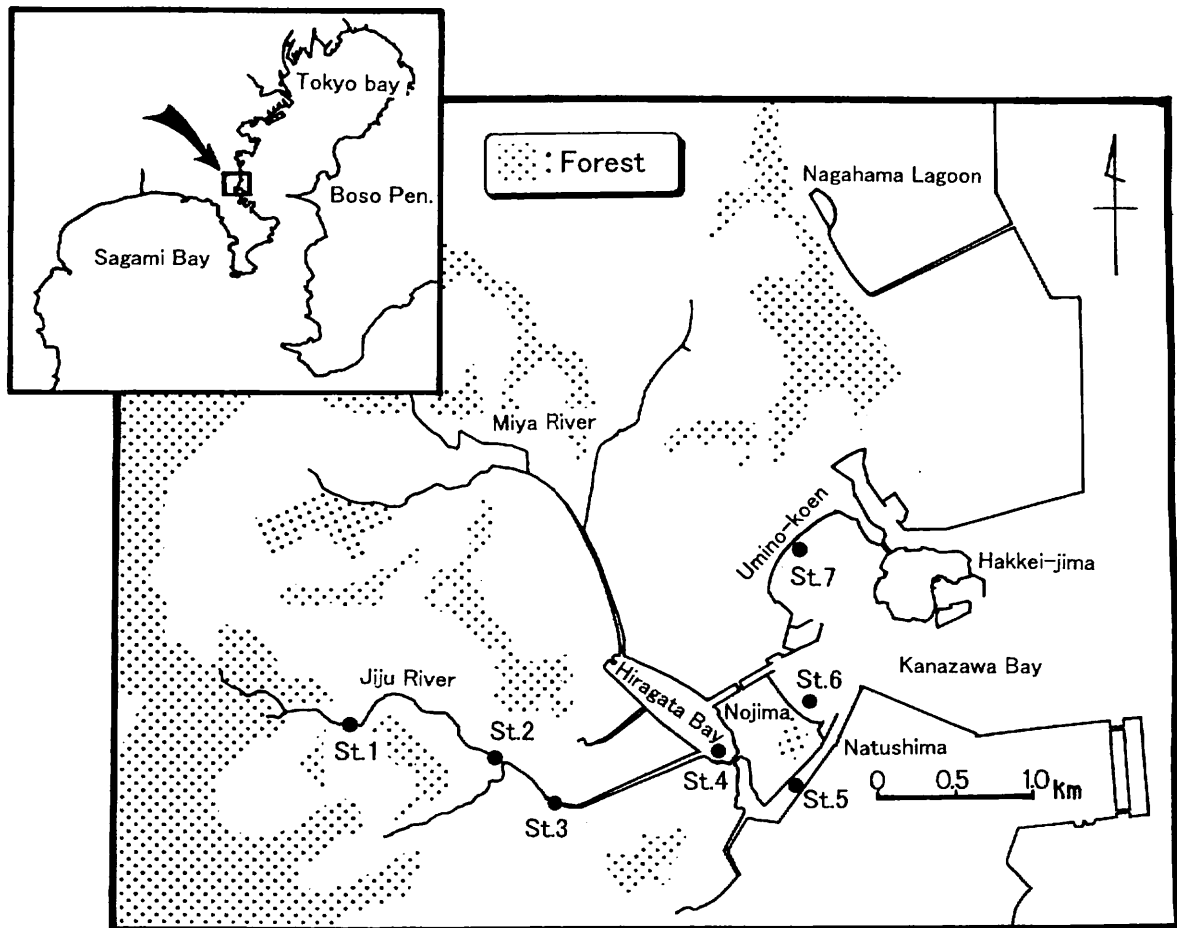 Tokyo bay
Boso Pen.
Sagami Bay
: Forest
Nagahama Lagoon
Miya River
Umino-koen
St.7
Hakkei-jima
Kanazawa Bay
Jiju River
Hiragata Bay
St.6
Nojima
St.1
St.2
St.3
St.4
St.5
Natushima
0 0.5 1.0 km